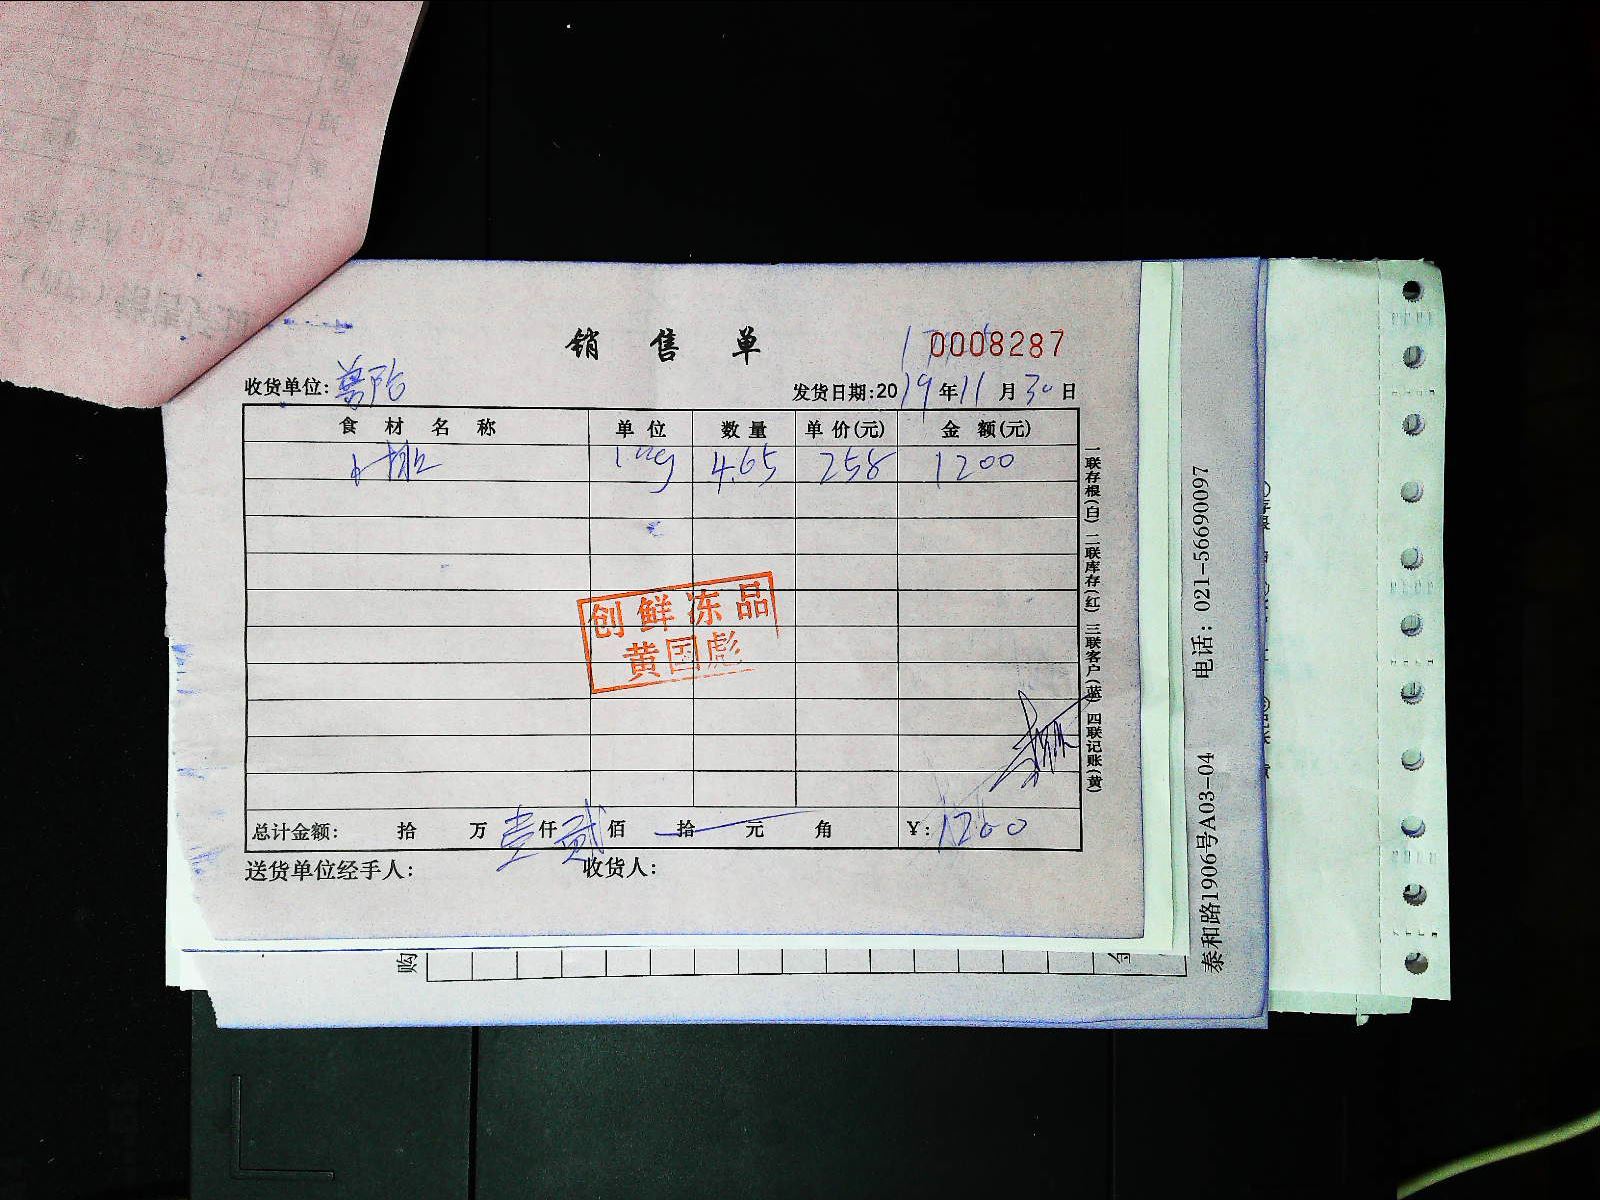 销售单
0008287
收货单位:
发货日期:2019年11月30日
食材名称 单位 数量 单价(元) 金额(元)
4.65 258 1200
创鲜冻品
黄国彪
总计金额: 拾 万 壹仟 贰佰 拾 元 角 ¥:1200
送货单位经手人: 收货人:
一联存根(白) 二联库存(红) 三联客户(蓝) 四联记账(黄)
泰和路1906号A03-04 电话: 021-56690097
购